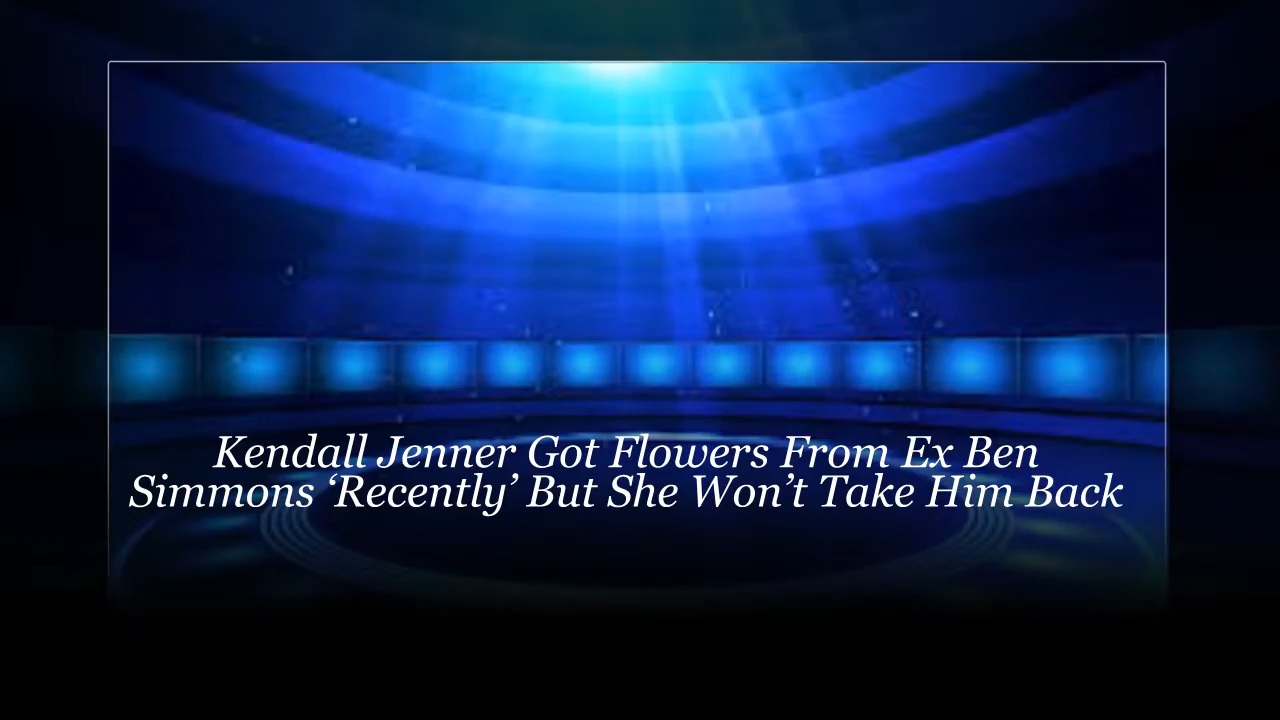 Kendall Jenner Got Flowers From Ex Ben
Simmons ‘Recently’ But She Won’t Take Him Back